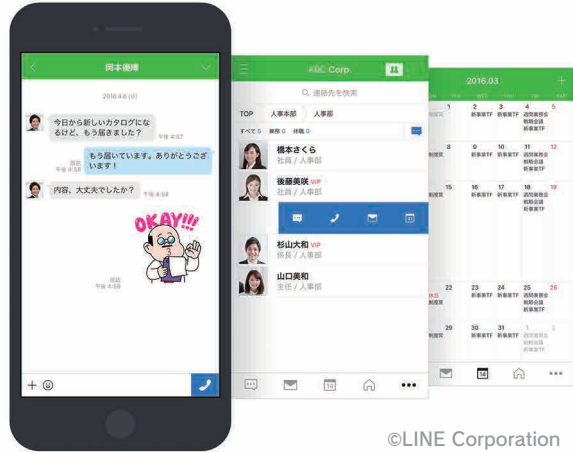 岡本優輝
2016.4.6 (水)
今日から新しいカタログにな
るけど、もう届きました?
午後 4:57
もう届いています。ありがとうござ
います!
既読
午後 4:58
内容、大丈夫でしたか?
午後 4:58
OKAY!!!
既読
午後 4:59
ABC Corp.
連絡先を検索
TOP 人事本部 人事部
すべて 5 兼務 0 休職 0
橋本さくら
社員 / 人事部
後藤美咲 VIP
社員 / 人事部
杉山大和 VIP
係長 / 人事部
山口美和
主任 / 人事部
14
2016.03
1 2 3 4 5
新事業TF 新事業TF 週間業務会
戦略会議
新事業TF
8 9 10 11 12
新事業TF 新事業TF 週間業務会
戦略会議
新事業TF
15 16 17 18 19
新事業TF 新事業TF 週間業務会
戦略会議
新事業TF
22 23 24 25 26
新事業TF 新事業TF 週間業務会
戦略会議
新事業TF
29 30 31 1 2
新事業TF 新事業TF 週間業務会
戦略会議
新事業TF
14
©LINE Corporation